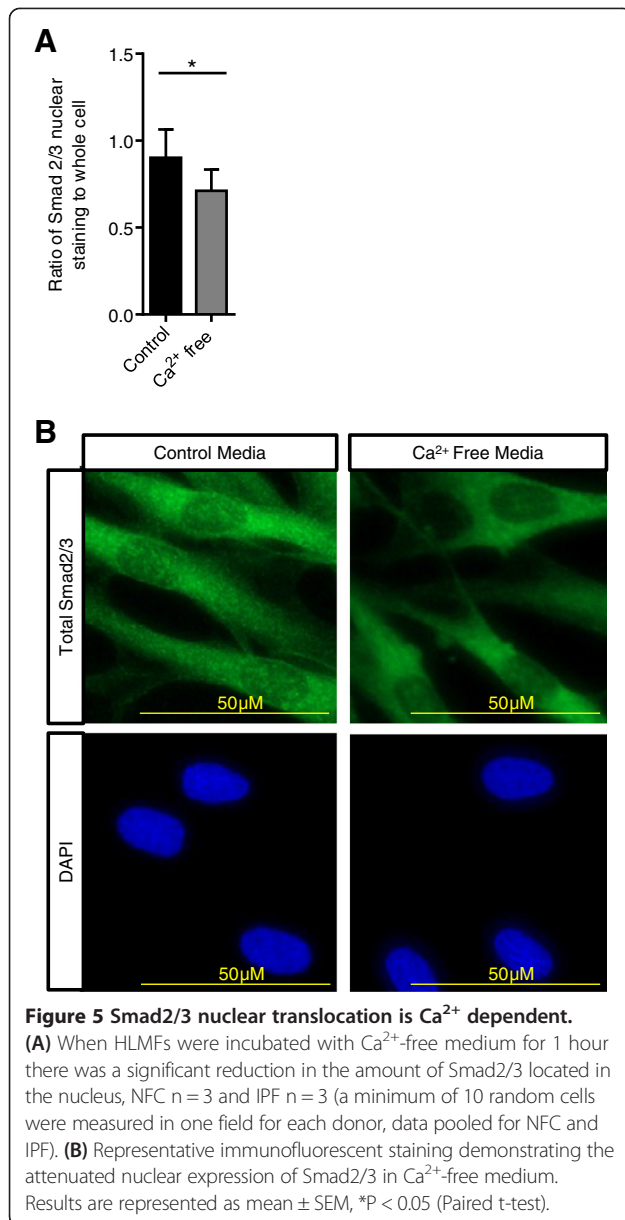 A
Ratio of Smad 2/3 nuclear
staining to whole cell
1.5
1.0
0.5
0.0
*
Control
Ca²⁺ free
B
Control Media
Ca²⁺ Free Media
Total Smad2/3
50µM
50µM
DAPI
50µM
50µM
Figure 5 Smad2/3 nuclear translocation is Ca²⁺ dependent.
(A) When HLMFs were incubated with Ca²⁺-free medium for 1 hour
there was a significant reduction in the amount of Smad2/3 located in
the nucleus, NFC n = 3 and IPF n = 3 (a minimum of 10 random cells
were measured in one field for each donor, data pooled for NFC and
IPF). (B) Representative immunofluorescent staining demonstrating the
attenuated nuclear expression of Smad2/3 in Ca²⁺-free medium.
Results are represented as mean ± SEM, *P < 0.05 (Paired t-test).